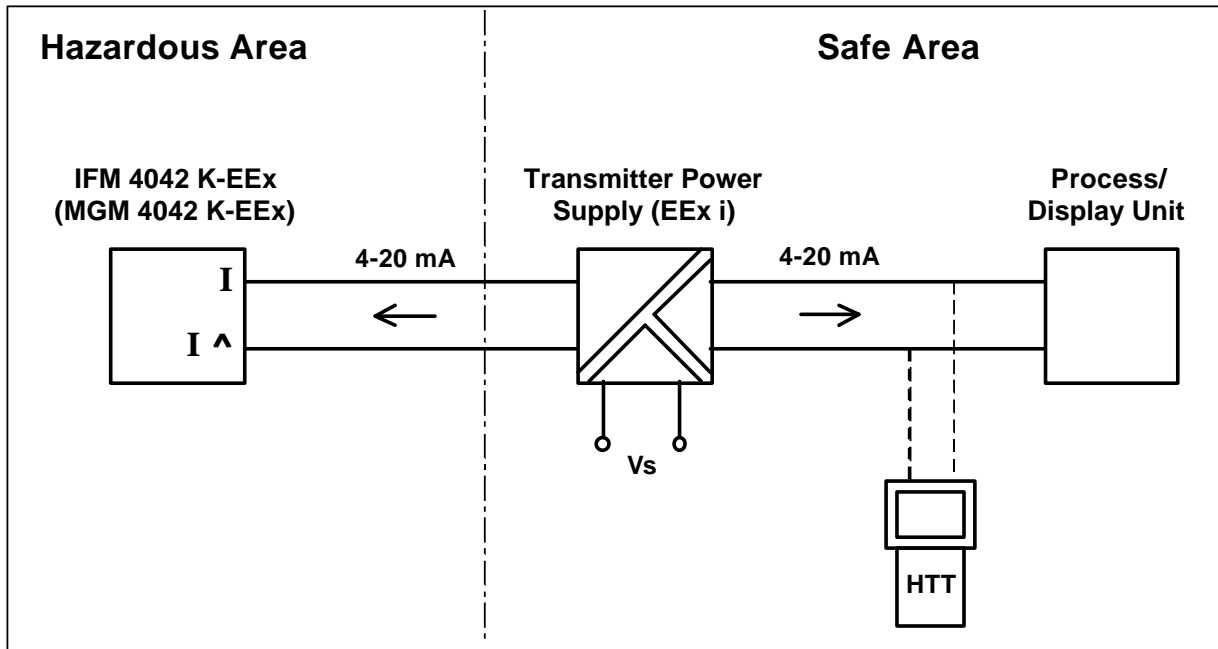 Hazardous Area
Safe Area
IFM 4042 K-EEx
(MGM 4042 K-EEx)
Transmitter Power
Supply (EEx i)
Process/
Display Unit
4-20 mA
4-20 mA
I
I ^
Vs
HTT